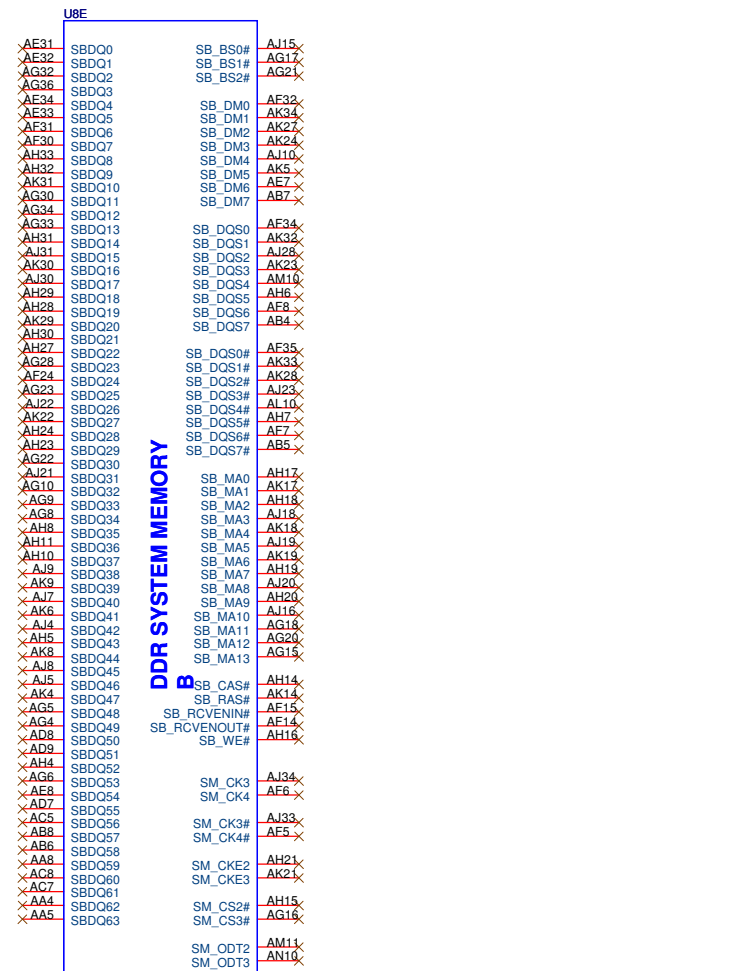 U8E
AE31 SBDQ0
AE32 SBDQ1
AG32 SBDQ2
AG36 SBDQ3
AE34 SBDQ4
AE33 SBDQ5
AF31 SBDQ6
AF30 SBDQ7
AH33 SBDQ8
AH32 SBDQ9
AK31 SBDQ10
AG30 SBDQ11
AG34 SBDQ12
AG33 SBDQ13
AH31 SBDQ14
AJ31 SBDQ15
AK30 SBDQ16
AJ30 SBDQ17
AH29 SBDQ18
AH28 SBDQ19
AK29 SBDQ20
AH30 SBDQ21
AH27 SBDQ22
AG28 SBDQ23
AF24 SBDQ24
AG23 SBDQ25
AJ22 SBDQ26
AK22 SBDQ27
AH24 SBDQ28
AH23 SBDQ29
AG22 SBDQ30
AJ21 SBDQ31
AG10 SBDQ32
AG9 SBDQ33
AG8 SBDQ34
AH8 SBDQ35
AH11 SBDQ36
AH10 SBDQ37
AJ9 SBDQ38
AK9 SBDQ39
AJ7 SBDQ40
AK6 SBDQ41
AJ4 SBDQ42
AH5 SBDQ43
AK8 SBDQ44
AJ8 SBDQ45
AJ5 SBDQ46
AK4 SBDQ47
AG5 SBDQ48
AG4 SBDQ49
AD8 SBDQ50
AD9 SBDQ51
AH4 SBDQ52
AG6 SBDQ53
AE8 SBDQ54
AD7 SBDQ55
AC5 SBDQ56
AB8 SBDQ57
AB6 SBDQ58
AA8 SBDQ59
AC8 SBDQ60
AC7 SBDQ61
AA4 SBDQ62
AA5 SBDQ63
DDR SYSTEM MEMORY
B
SB_BS0# AJ15
SB_BS1# AG17
SB_BS2# AG21
SB_DM0 AF32
SB_DM1 AK34
SB_DM2 AK27
SB_DM3 AK24
SB_DM4 AJ10
SB_DM5 AK5
SB_DM6 AE7
SB_DM7 AB7
SB_DQS0 AF34
SB_DQS1 AK32
SB_DQS2 AJ28
SB_DQS3 AK23
SB_DQS4 AM10
SB_DQS5 AH6
SB_DQS6 AF8
SB_DQS7 AB4
SB_DQS0# AF35
SB_DQS1# AK33
SB_DQS2# AK28
SB_DQS3# AJ23
SB_DQS4# AL10
SB_DQS5# AH7
SB_DQS6# AF7
SB_DQS7# AB5
SB_MA0 AH17
SB_MA1 AK17
SB_MA2 AH18
SB_MA3 AJ18
SB_MA4 AK18
SB_MA5 AJ19
SB_MA6 AK19
SB_MA7 AH19
SB_MA8 AJ20
SB_MA9 AH20
SB_MA10 AJ16
SB_MA11 AG18
SB_MA12 AG20
SB_MA13 AG15
SB_CAS# AH14
SB_RAS# AK14
SB_RCVENIN# AF15
SB_RCVENOUT# AF14
SB_WE# AH16
SM_CK3 AJ34
SM_CK4 AF6
SM_CK3# AJ33
SM_CK4# AF5
SM_CKE2 AH21
SM_CKE3 AK21
SM_CS2# AH15
SM_CS3# AG16
SM_ODT2 AM11
SM_ODT3 AN10